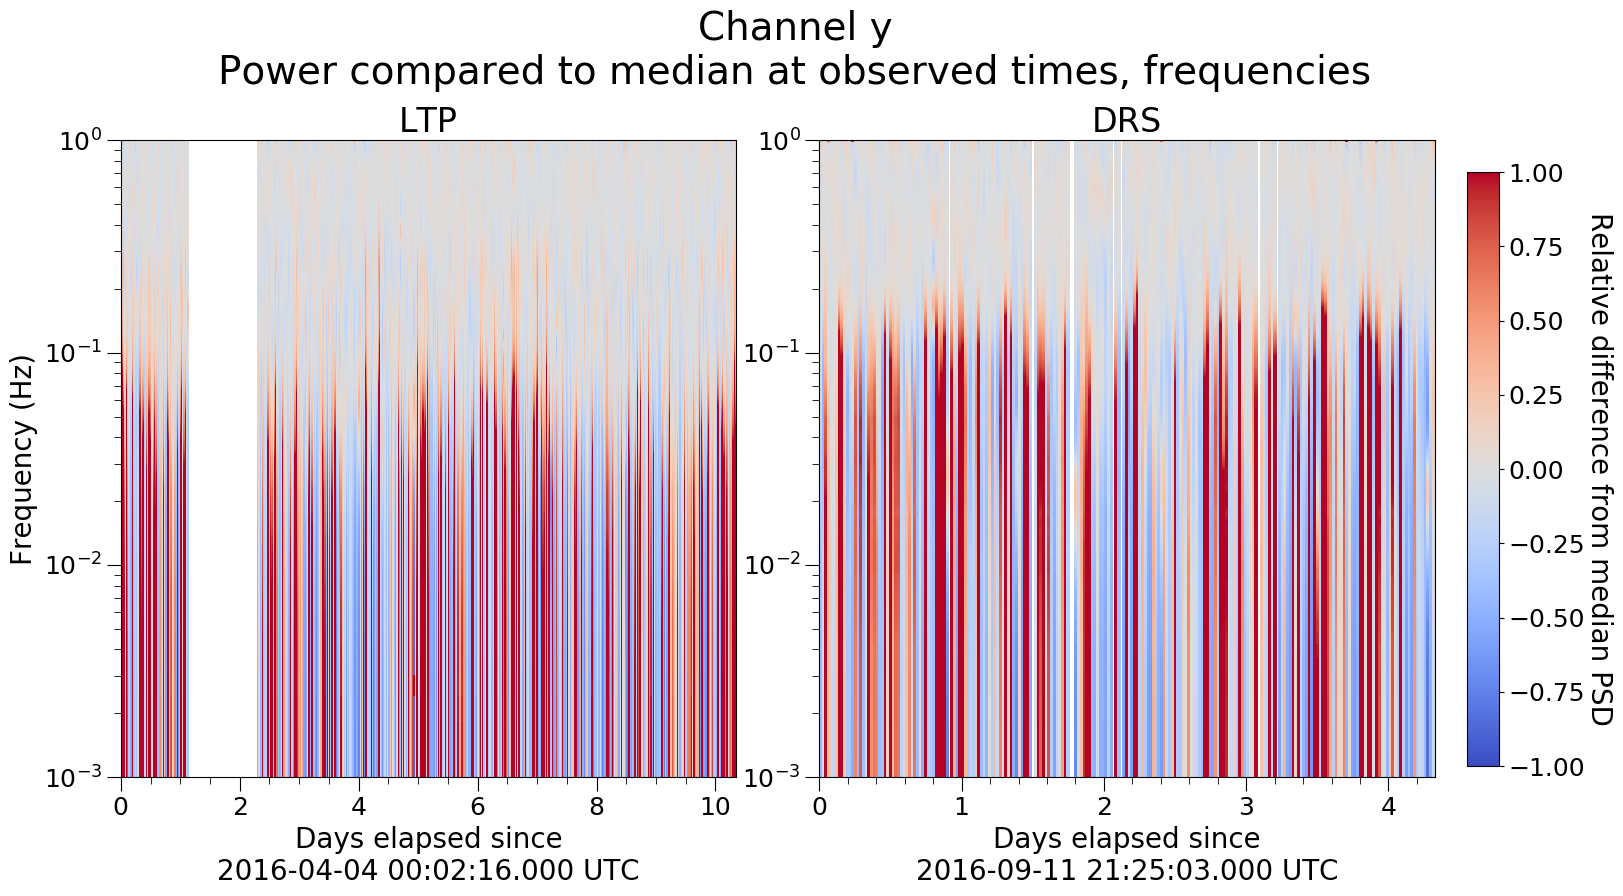 Channel y
Power compared to median at observed times, frequencies
LTP
DRS
10⁰
10⁻¹
10⁻²
10⁻³
Frequency (Hz)
0 2 4 6 8 10
Days elapsed since
2016-04-04 00:02:16.000 UTC
10⁰
10⁻¹
10⁻²
10⁻³
0 1 2 3 4
Days elapsed since
2016-09-11 21:25:03.000 UTC
1.00
0.75
0.50
0.25
0.00
−0.25
−0.50
−0.75
−1.00
Relative difference from median PSD